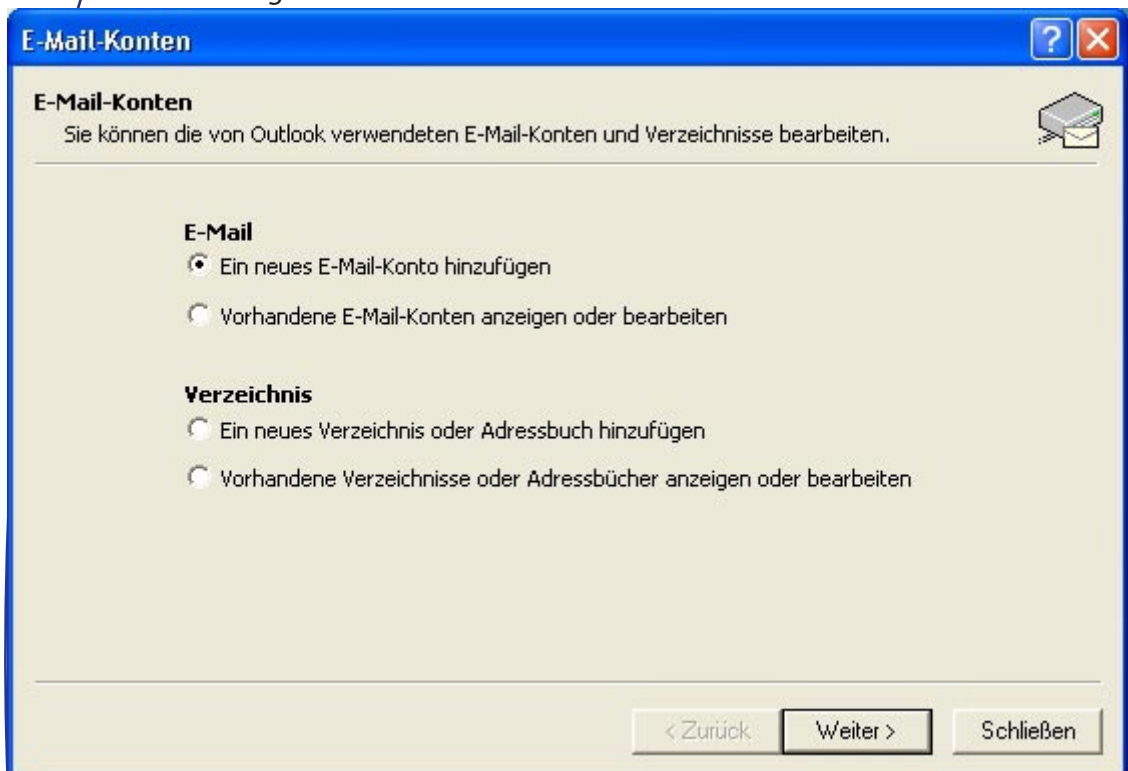 E-Mail-Konten
E-Mail-Konten
Sie können die von Outlook verwendeten E-Mail-Konten und Verzeichnisse bearbeiten.
E-Mail
Ein neues E-Mail-Konto hinzufügen
Vorhandene E-Mail-Konten anzeigen oder bearbeiten
Verzeichnis
Ein neues Verzeichnis oder Adressbuch hinzufügen
Vorhandene Verzeichnisse oder Adressbücher anzeigen oder bearbeiten
< Zurück Weiter > Schließen